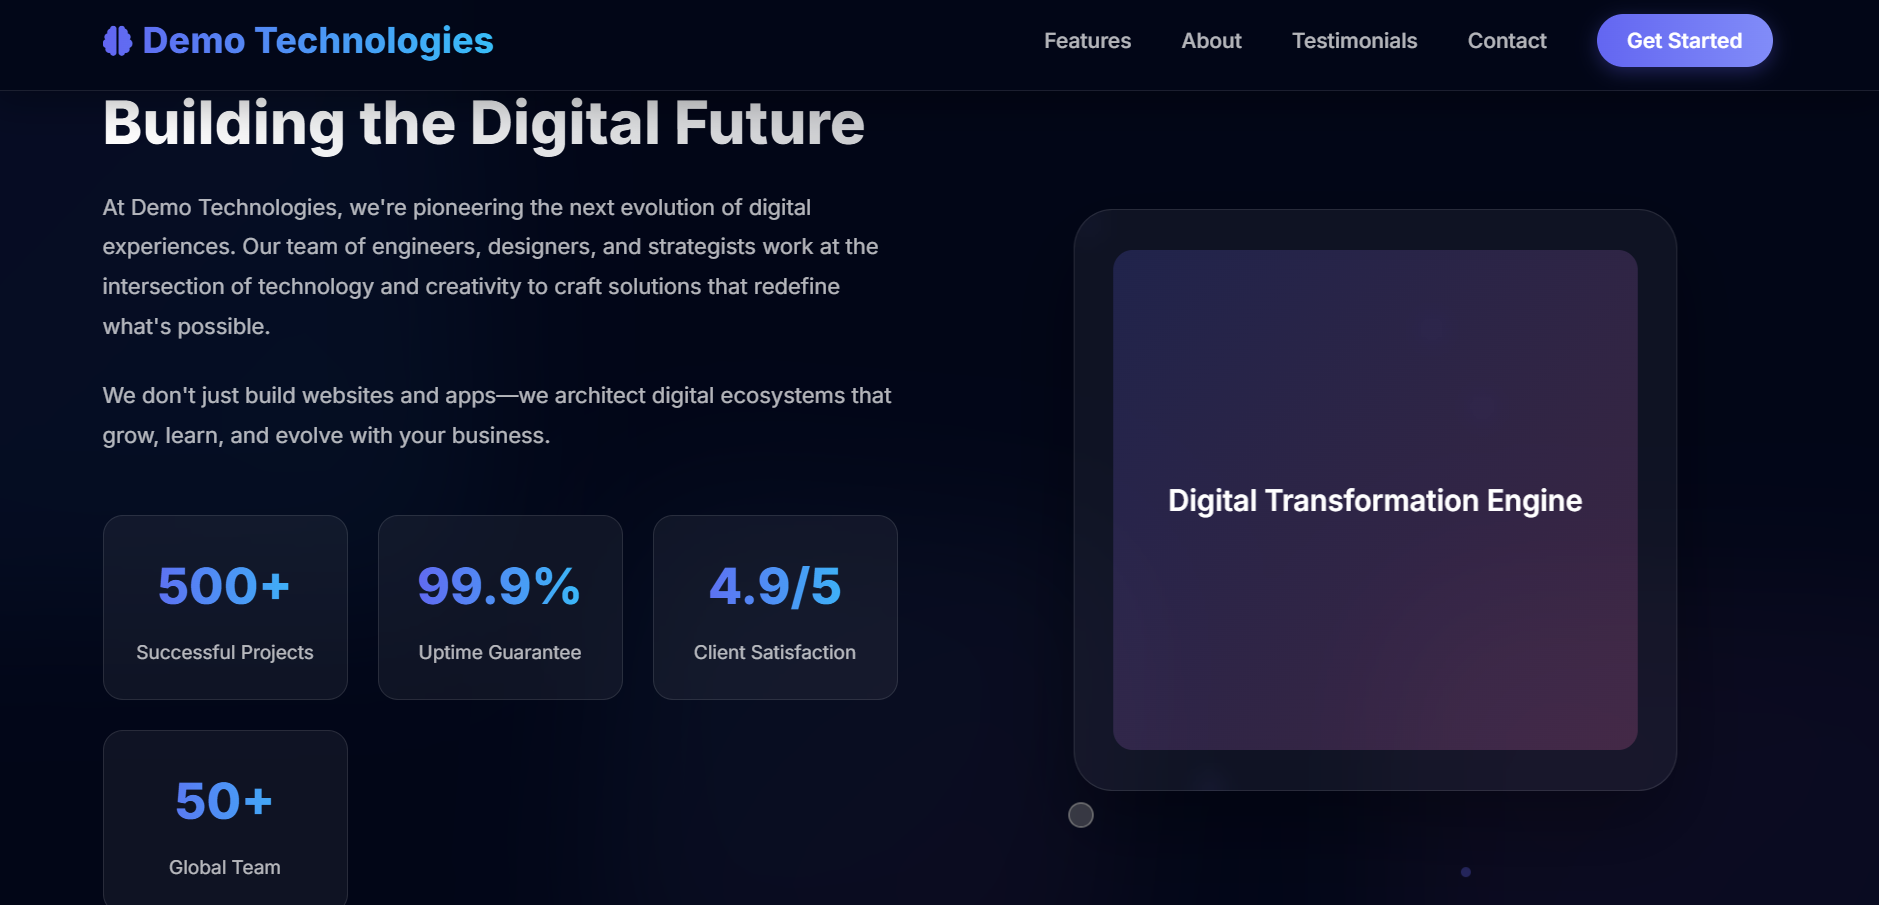 Demo Technologies
Features
About
Testimonials
Contact
Get Started
Building the Digital Future
At Demo Technologies, we're pioneering the next evolution of digital
experiences. Our team of engineers, designers, and strategists work at the
intersection of technology and creativity to craft solutions that redefine
what's possible.
We don't just build websites and apps—we architect digital ecosystems that
grow, learn, and evolve with your business.
500+
Successful Projects
99.9%
Uptime Guarantee
4.9/5
Client Satisfaction
50+
Global Team
Digital Transformation Engine